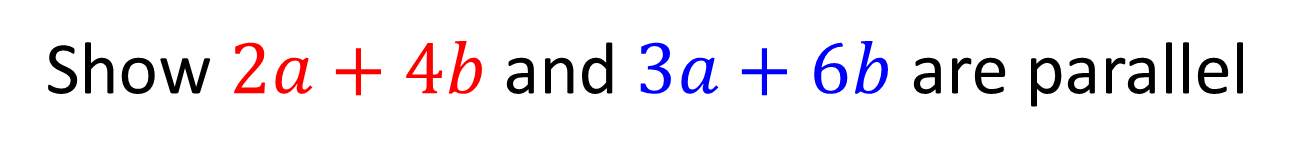 Show 2a + 4b and 3a + 6b are parallel